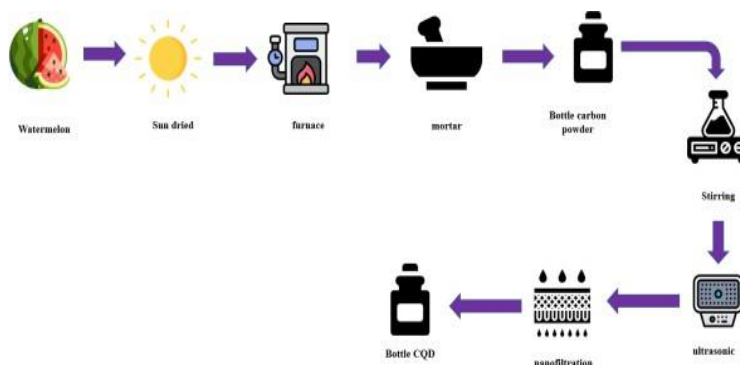 Watermelon
Sun dried
furnace
mortar
Bottle carbon
powder
Stirring
ultrasonic
nanofiltration
Bottle CQD